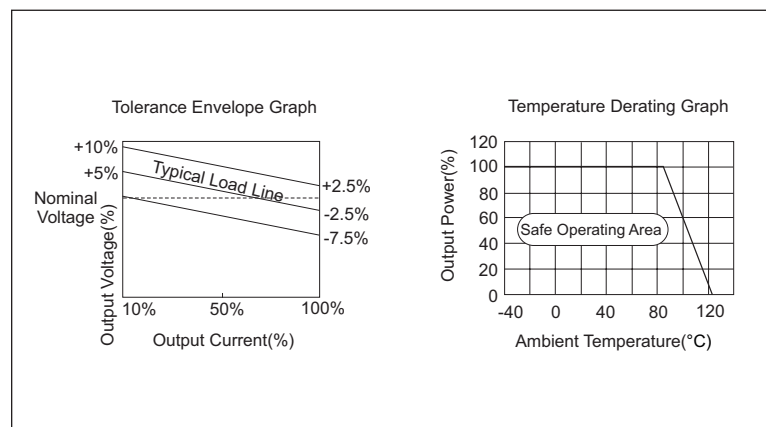 Tolerance Envelope Graph
+10%
+5%
Nominal
Voltage
Output Voltage(%)
Typical Load Line
+2.5%
-2.5%
-7.5%
10%
50%
100%
Output Current(%)
Temperature Derating Graph
Output Power(%)
120
100
80
60
40
20
0
Safe Operating Area
-40
0
40
80
120
Ambient Temperature(°C)